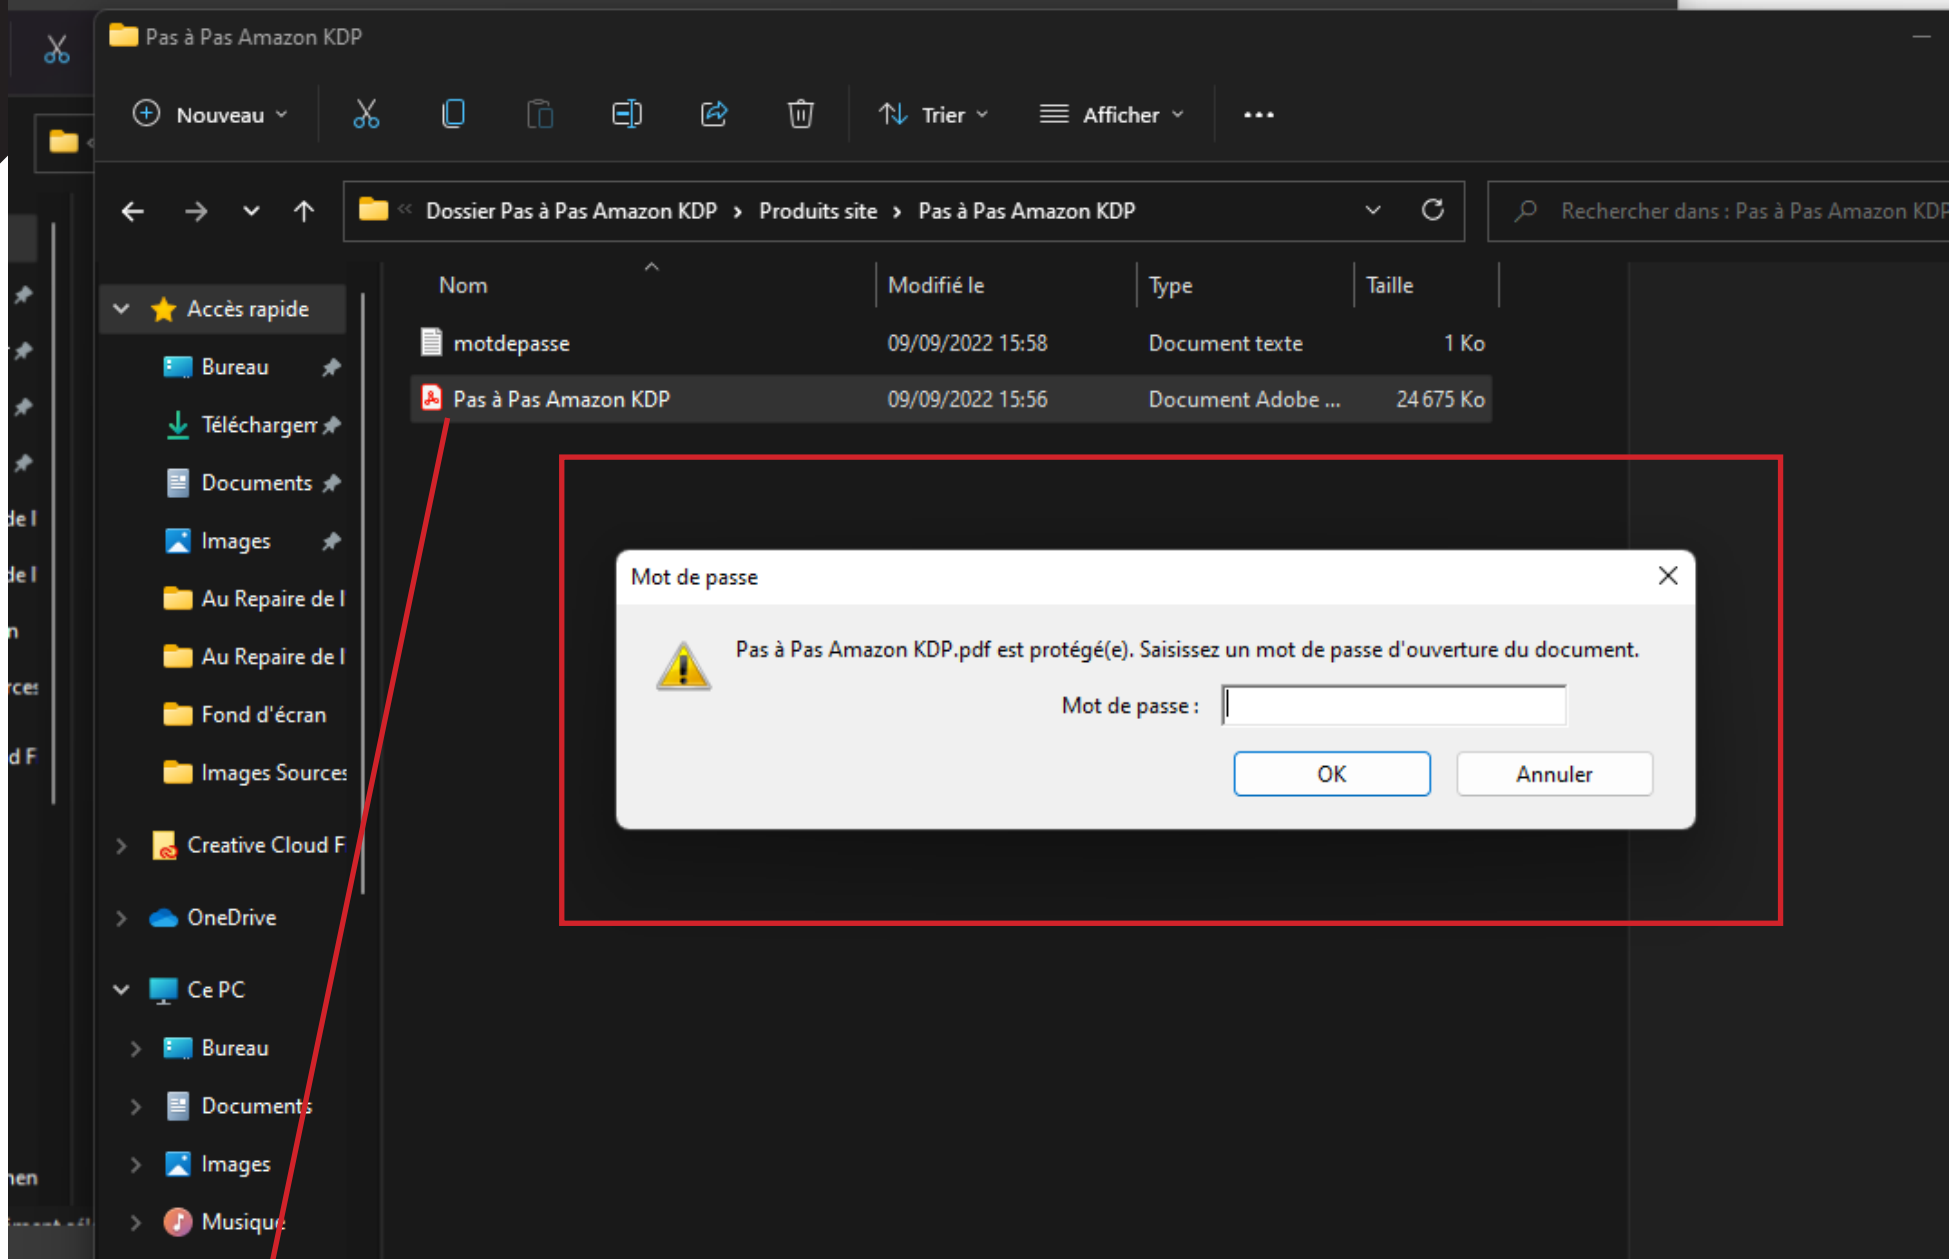 Pas à Pas Amazon KDP
Nouveau
Trier
Afficher
Dossier Pas à Pas Amazon KDP > Produits site > Pas à Pas Amazon KDP
Rechercher dans : Pas à Pas Amazon KDP
Nom Modifié le Type Taille
motdepasse 09/09/2022 15:58 Document texte 1 Ko
Pas à Pas Amazon KDP 09/09/2022 15:56 Document Adobe ... 24 675 Ko
Accès rapide
Bureau
Téléchargem
Documents
Images
Au Repaire de l
Au Repaire de l
Fond d'écran
Images Sources
Creative Cloud F
OneDrive
Ce PC
Bureau
Documents
Images
Musique
Mot de passe
Pas à Pas Amazon KDP.pdf est protégé(e). Saisissez un mot de passe d'ouverture du document.
Mot de passe :
OK
Annuler
de l
de l
d F